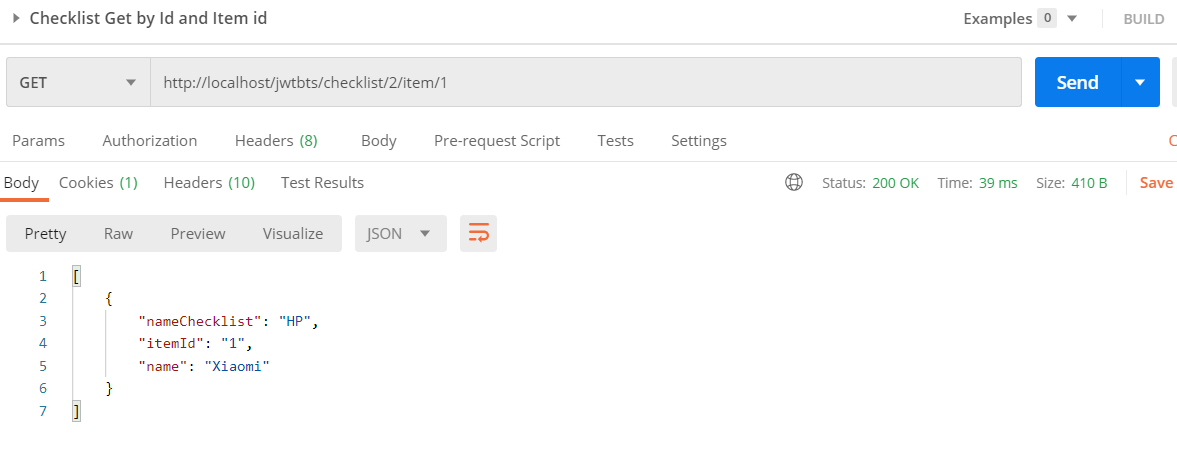 Checklist Get by Id and Item id Examples 0 BUILD
GET http://localhost/jwtbts/checklist/2/item/1 Send
Params Authorization Headers (8) Body Pre-request Script Tests Settings C
Body Cookies (1) Headers (10) Test Results Status: 200 OK Time: 39 ms Size: 410 B Save
Pretty Raw Preview Visualize JSON
1 [
2 {
3 "nameChecklist": "HP",
4 "itemId": "1",
5 "name": "Xiaomi"
6 }
7 ]